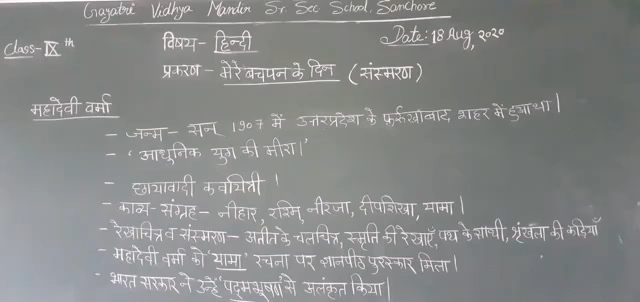 Gayatri Vidhya Mandir Sr. Sec School, Sanchore
Class-IXth विषय- हिन्दी Date: 18 Aug, 2020
प्रकरण - मेरे बचपन के दिन (संस्मरण)
महादेवी वर्मा
- जन्म - सन् 1907 में उत्तरप्रदेश के फर्रुखाबाद शहर में हुआ था।
- 'आधुनिक युग की मीरा।'
- छायावादी कवयित्री।
- काव्य-संग्रह- नीहार, रश्मि, नीरजा, दीपशिखा, यामा।
- रेखाचित्र व संस्मरण- अतीत के चलचित्र, स्मृति की रेखाएँ, पथ के साथी, श्रृंखला की कडियाँ
- महादेवी वर्मा को 'यामा' रचना पर ज्ञानपीठ पुरस्कार मिला।
- भारत सरकार ने उन्हें 'पद्मभूषण' से अलंकृत किया।